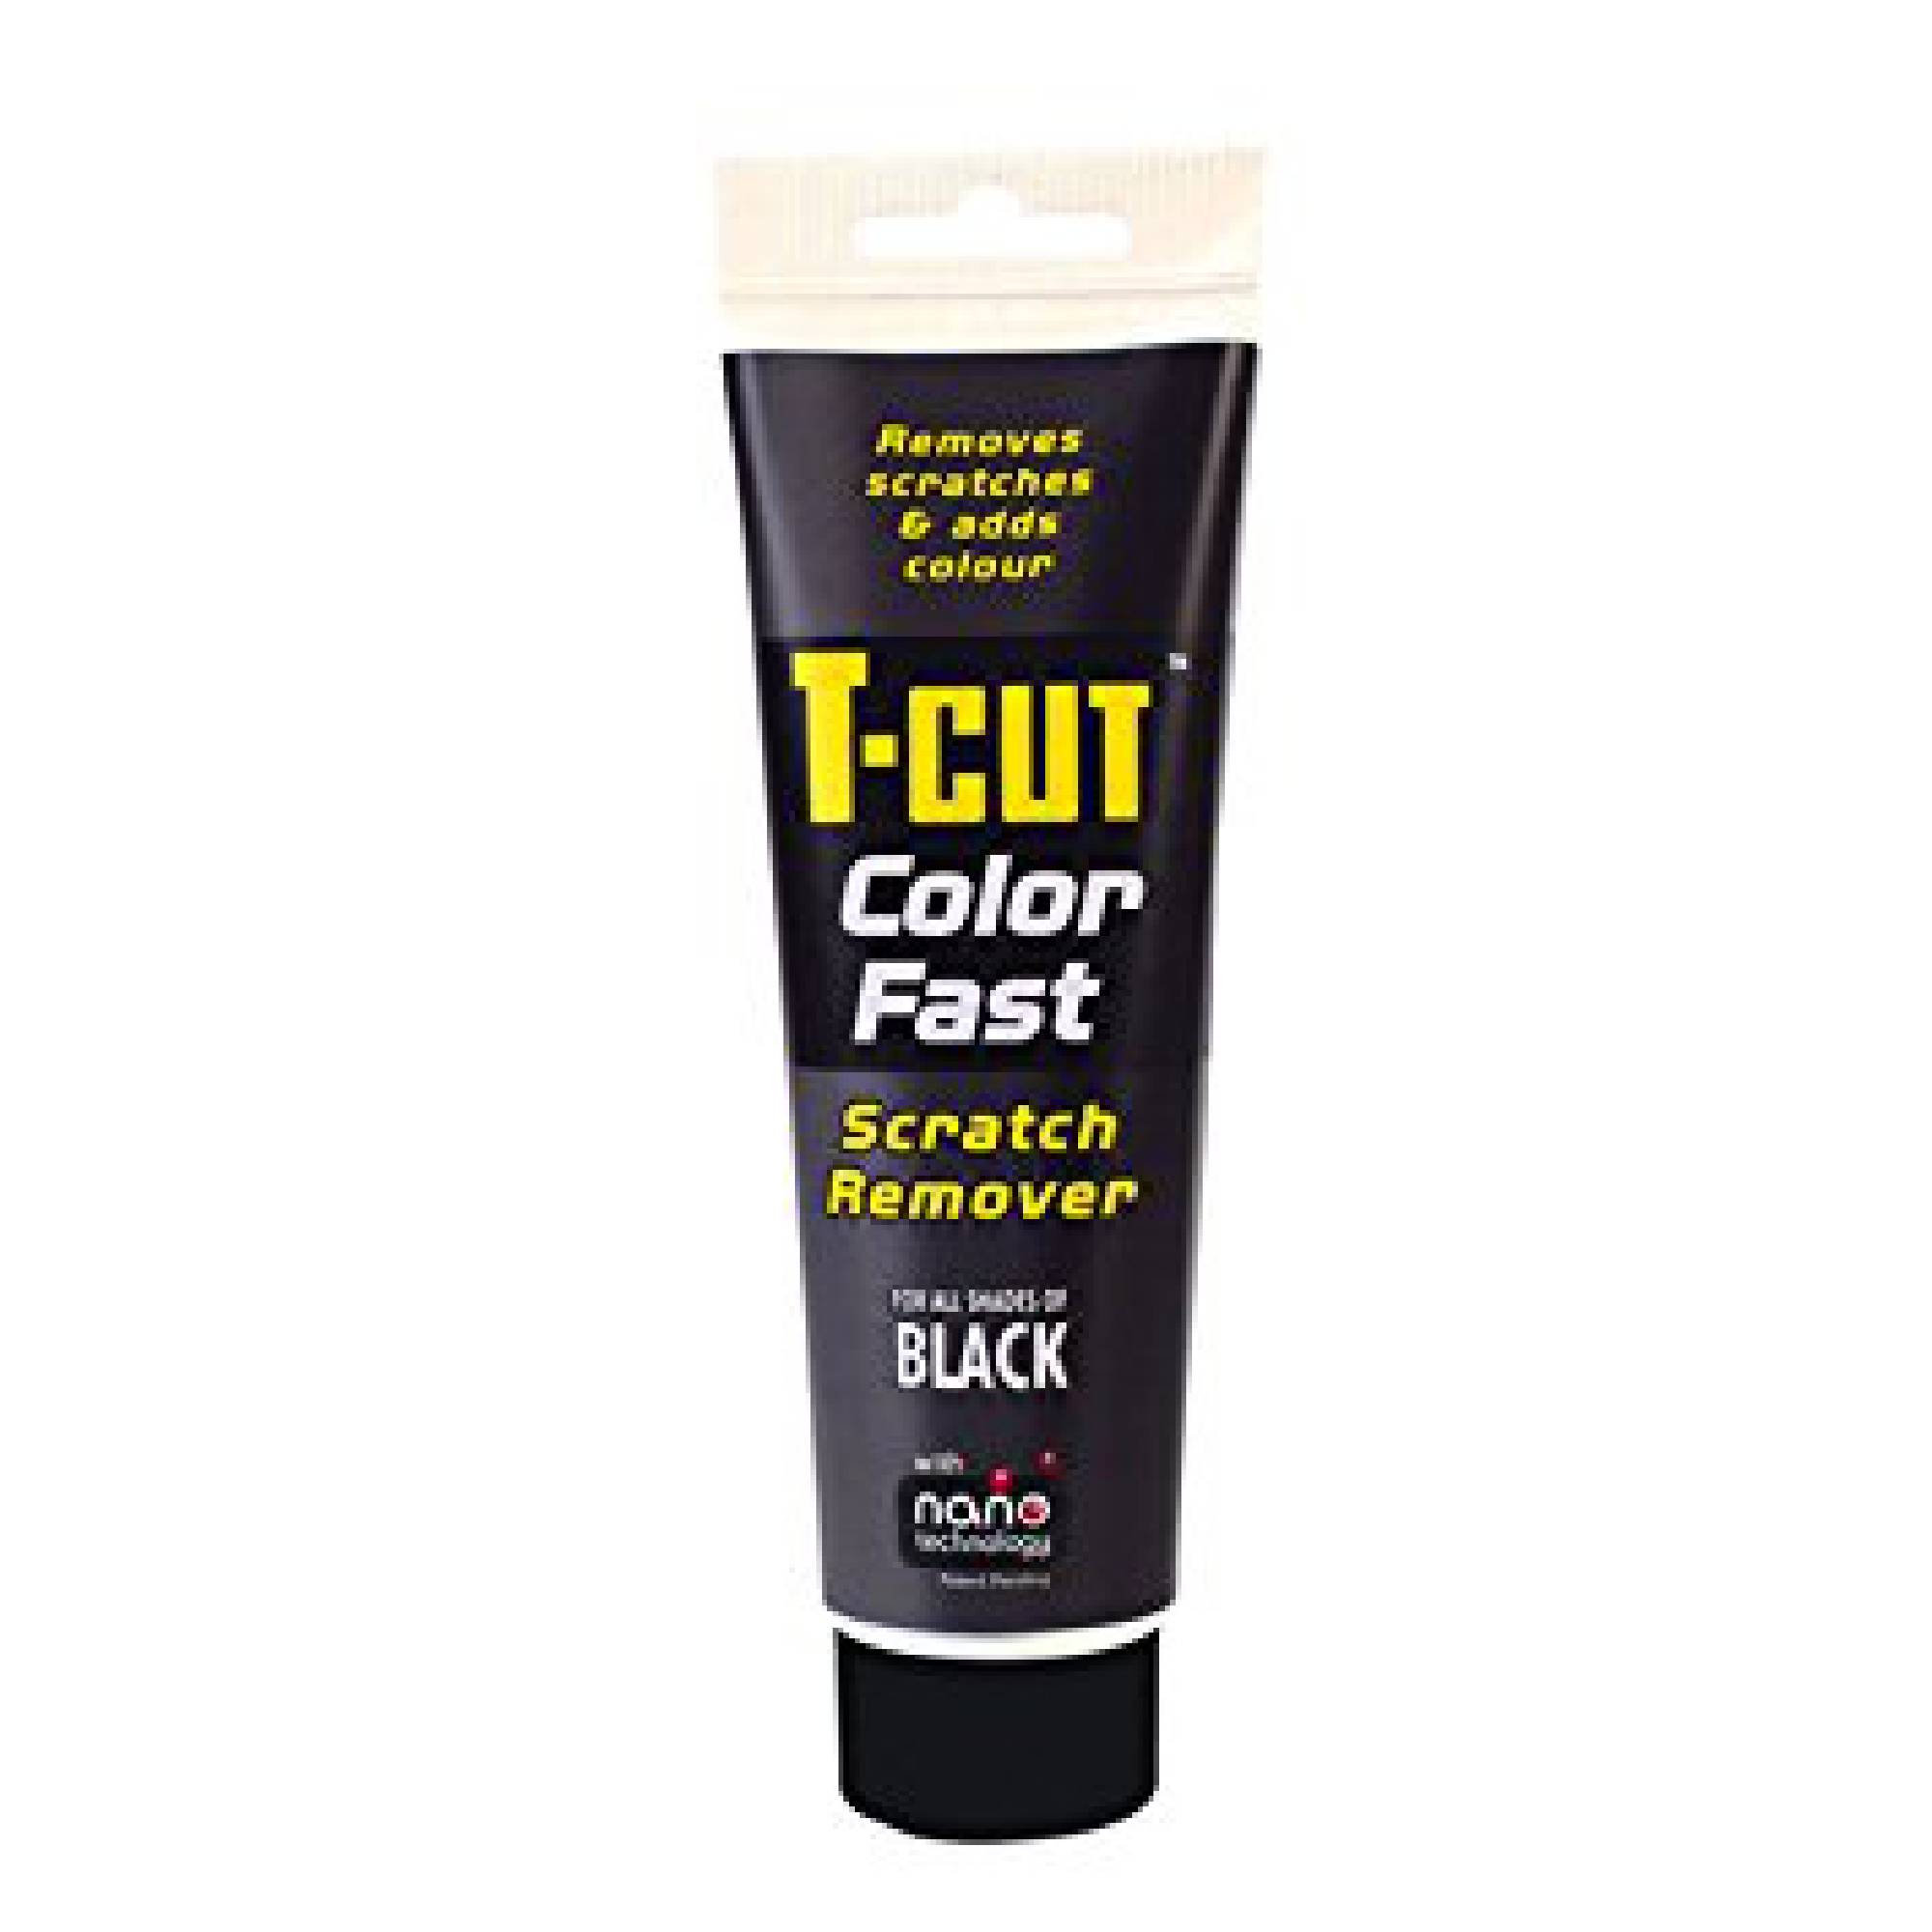 Removes
scratches
& adds
colour
T-CUT
Color
Fast
Scratch
Remover
FOR ALL SHADES OF
BLACK
with
nano
technology